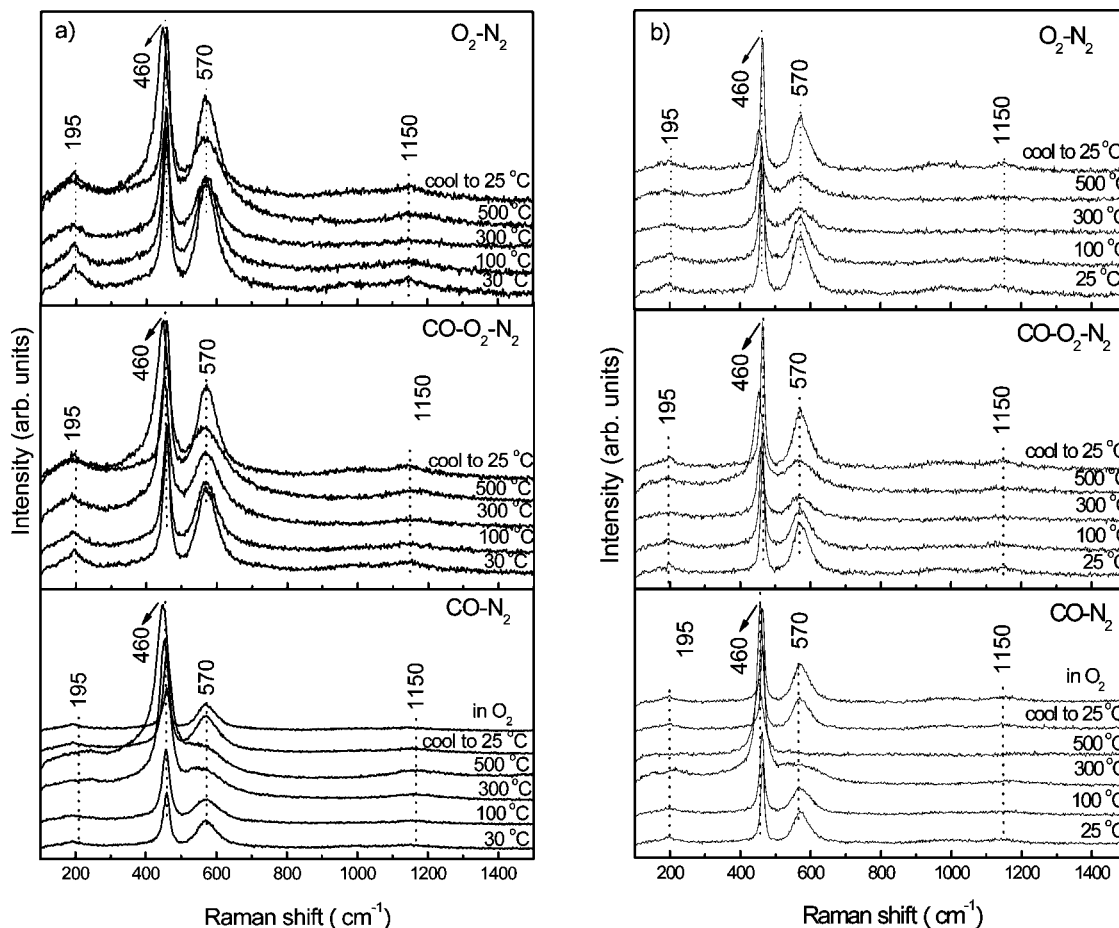 a)
O₂-N₂
195
460
570
1150
cool to 25 °C
500 °C
300 °C
100 °C
30 °C
CO-O₂-N₂
195
460
570
1150
cool to 25 °C
500 °C
300 °C
100 °C
30 °C
CO-N₂
195
460
570
1150
in O₂
cool to 25 °C
500 °C
300 °C
100 °C
30 °C
Intensity (arb. units)
200 400 600 800 1000 1200 1400
Raman shift ( cm⁻¹)
b)
O₂-N₂
195
460
570
1150
cool to 25 °C
500 °C
300 °C
100 °C
25 °C
CO-O₂-N₂
195
460
570
1150
cool to 25 °C
500 °C
300 °C
100 °C
25 °C
CO-N₂
195
460
570
1150
in O₂
cool to 25 °C
500 °C
300 °C
100 °C
25 °C
Intensity (arb. units)
200 400 600 800 1000 1200 1400
Raman shift ( cm⁻¹)